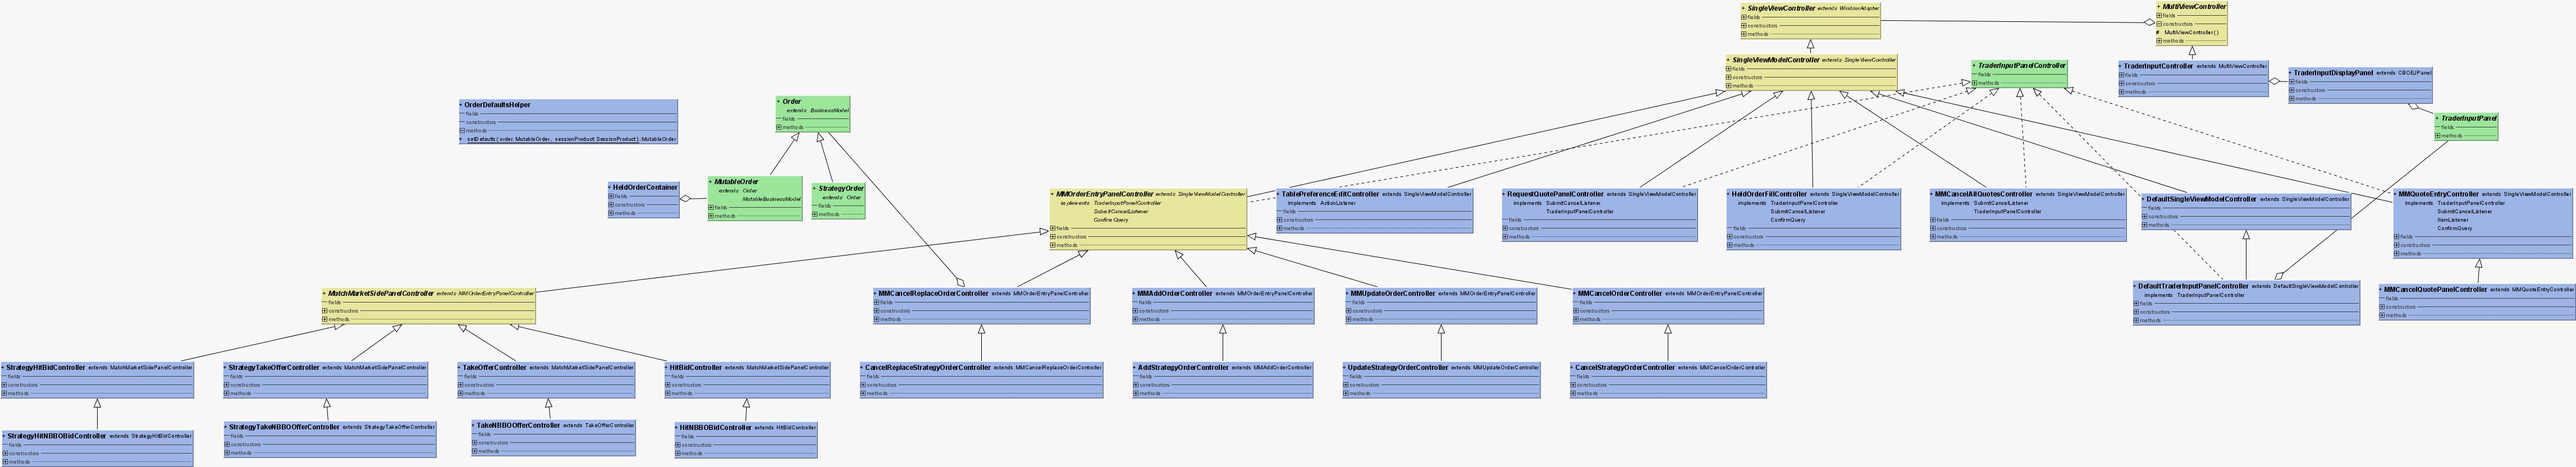 + SingleViewController extends WindowAdapter
fields
constructors
methods
+ MultiViewController
fields
constructors
# MultiViewController( )
methods
+ SingleViewModelController extends SingleViewController
fields
constructors
methods
+ TraderInputPanelController
fields
methods
+ TraderInputController extends MultiViewController
fields
constructors
methods
+ TraderInputDisplayPanel extends CBOEJPanel
fields
constructors
methods
+ TraderInputPanel
fields
methods
+ OrderDefaultsHelper
fields
constructors
methods
+ setDefaults( order: MutableOrder , sessionProduct: SessionProduct ): MutableOrder
+ Order
extends BusinessModel
fields
methods
+ HeldOrderContainer
fields
constructors
methods
+ MutableOrder
extends Order
MutableBusinessModel
fields
methods
+ StrategyOrder
extends Order
fields
methods
+ MMOrderEntryPanelController extends SingleViewModelController
implements TraderInputPanelController
SubmitCancelListener
Confirm Query
fields
constructors
methods
+ TablePreferenceEditController extends SingleViewModelController
implements ActionListener
fields
constructors
methods
+ RequestQuotePanelController extends SingleViewModelController
implements SubmitCancelListener
TraderInputPanelController
fields
constructors
methods
+ HeldOrderFillController extends SingleViewModelController
implements TraderInputPanelController
SubmitCancelListener
ConfirmQuery
fields
constructors
methods
+ MMCancelAllQuotesController extends SingleViewModelController
implements SubmitCancelListener
TraderInputPanelController
fields
constructors
methods
+ DefaultSingleViewModelController extends SingleViewModelController
fields
constructors
methods
+ MMQuoteEntryController extends SingleViewModelController
implements TraderInputPanelController
SubmitCancelListener
ItemListener
ConfirmQuery
fields
constructors
methods
+ MatchMarketSidePanelController extends MMOrderEntryPanelController
fields
constructors
methods
+ MMCancelReplaceOrderController extends MMOrderEntryPanelController
fields
constructors
methods
+ MMAddOrderController extends MMOrderEntryPanelController
fields
constructors
methods
+ MMUpdateOrderController extends MMOrderEntryPanelController
fields
constructors
methods
+ MMCancelOrderController extends MMOrderEntryPanelController
fields
constructors
methods
+ DefaultTraderInputPanelController extends DefaultSingleViewModelController
implements TraderInputPanelController
fields
constructors
methods
+ MMCancelQuotePanelController extends MMQuoteEntryController
fields
constructors
methods
+ StrategyHitBidController extends MatchMarketSidePanelController
fields
constructors
methods
+ StrategyTakeOfferController extends MatchMarketSidePanelController
fields
constructors
methods
+ TakeOfferController extends MatchMarketSidePanelController
fields
constructors
methods
+ HitBidController extends MatchMarketSidePanelController
fields
constructors
methods
+ CancelReplaceStrategyOrderController extends MMCancelReplaceOrderController
fields
constructors
methods
+ AddStrategyOrderController extends MMAddOrderController
fields
constructors
methods
+ UpdateStrategyOrderController extends MMUpdateOrderController
fields
constructors
methods
+ CancelStrategyOrderController extends MMCancelOrderController
fields
constructors
methods
+ StrategyHitNBBOBidController extends StrategyHitBidController
fields
constructors
methods
+ StrategyTakeNBBOOfferController extends StrategyTakeOfferController
fields
constructors
methods
+ TakeNBBOOfferController extends TakeOfferController
fields
constructors
methods
+ HitNBBOBidController extends HitBidController
fields
constructors
methods